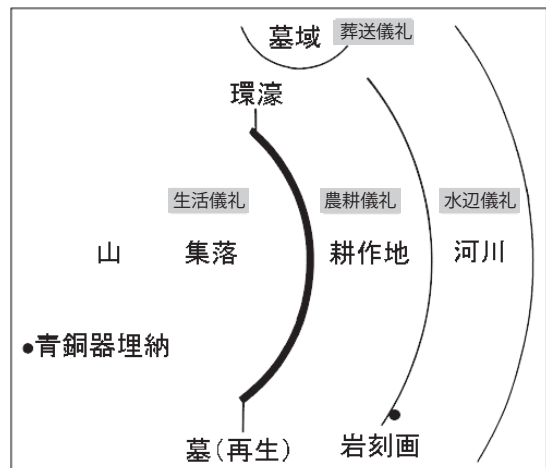 墓域
葬送儀礼
環濠
生活儀礼
農耕儀礼
水辺儀礼
山
集落
耕作地
河川
●青銅器埋納
墓(再生)
岩刻画